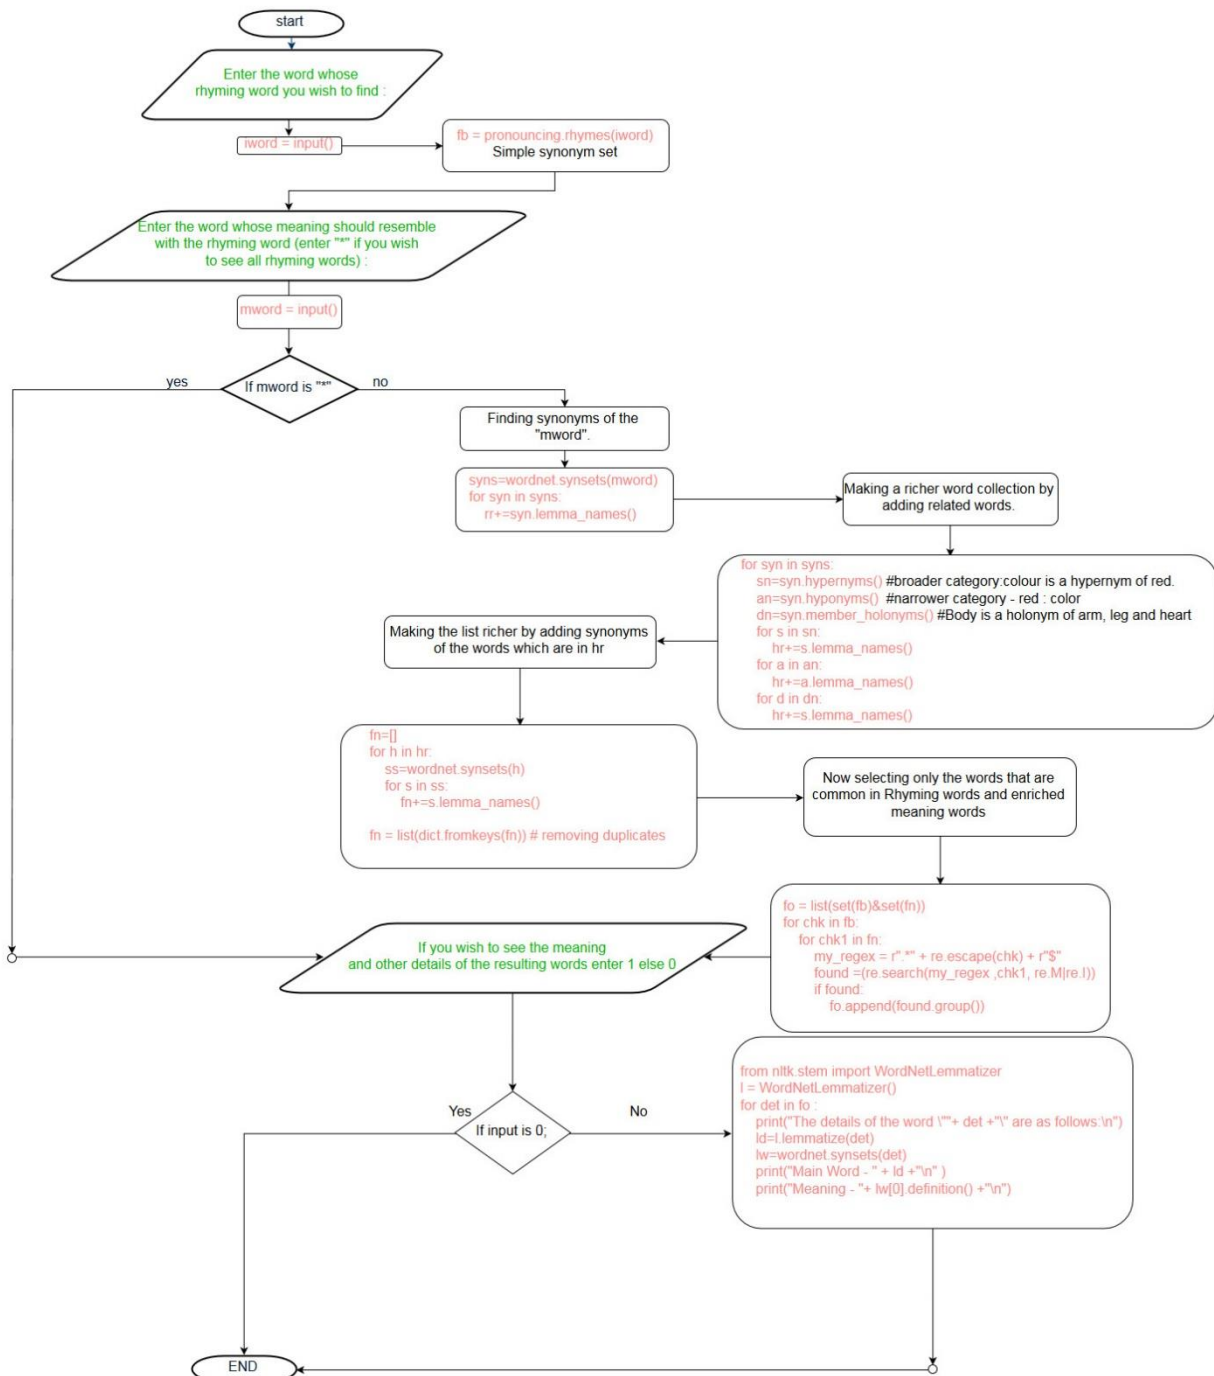 start
Enter the word whose
rhyming word you wish to find :
iword = input()
fb = pronouncing.rhymes(iword)
Simple synonym set
Enter the word whose meaning should resemble
with the rhyming word (enter "*" if you wish
to see all rhyming words) :
mword = input()
If mword is "*"
yes
no
Finding synonyms of the
"mword".
syns=wordnet.synsets(mword)
for syn in syns:
rr+=syn.lemma_names()
Making a richer word collection by
adding related words.
for syn in syns:
sn=syn.hypernyms() #broader category:colour is a hypernym of red.
an=syn.hyponyms() #narrower category - red : color
dn=syn.member_holonyms() #Body is a holonym of arm, leg and heart
for s in sn:
hr+=s.lemma_names()
for a in an:
hr+=a.lemma_names()
for d in dn:
hr+=s.lemma_names()
Making the list richer by adding synonyms
of the words which are in hr
fn=[]
for h in hr:
ss=wordnet.synsets(h)
for s in ss:
fn+=s.lemma_names()
fn = list(dict.fromkeys(fn)) # removing duplicates
Now selecting only the words that are
common in Rhyming words and enriched
meaning words
fo = list(set(fb)&set(fn))
for chk in fb:
for chk1 in fn:
my_regex = r".*" + re.escape(chk) + r"$"
found =(re.search(my_regex ,chk1, re.M|re.I))
if found:
fo.append(found.group())
If you wish to see the meaning
and other details of the resulting words enter 1 else 0
If input is 0;
Yes
No
from nltk.stem import WordNetLemmatizer
l = WordNetLemmatizer()
for det in fo :
print("The details of the word \""+ det +"\" are as follows:\n")
ld=l.lemmatize(det)
lw=wordnet.synsets(det)
print("Main Word - " + ld +"\n" )
print("Meaning - "+ lw[0].definition() +"\n")
END